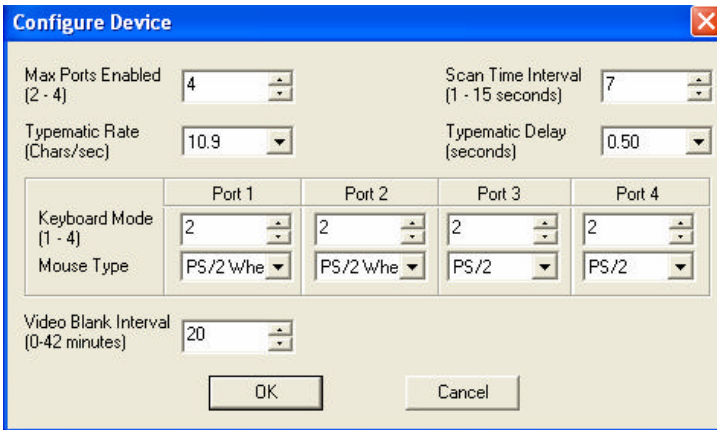 Configure Device
Max Ports Enabled
(2 - 4)
4
Scan Time Interval
(1 - 15 seconds)
7
Typematic Rate
(Chars/sec)
10.9
Typematic Delay
(seconds)
0.50
Port 1 Port 2 Port 3 Port 4
Keyboard Mode
(1 - 4)
2 2 2 2
Mouse Type PS/2 Whe PS/2 Whe PS/2 PS/2
Video Blank Interval
(0-42 minutes)
20
OK Cancel